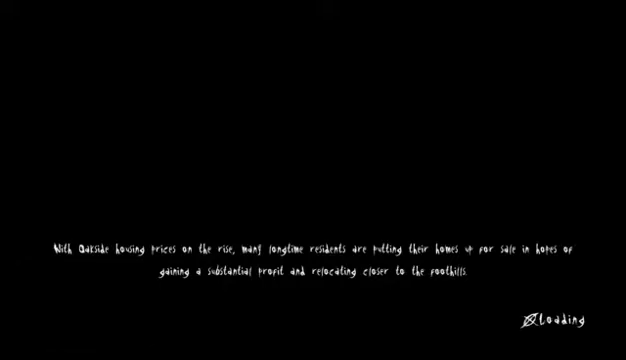 With Oakside housing prices on the rise, many longtime residents are putting their homes up for sale in hopes of
gaining a substantial profit and relocating closer to the foothills.
Loading